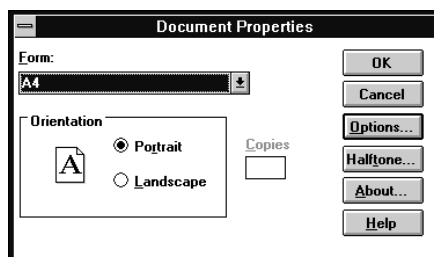 Document Properties
Form:
A4
Orientation
A
Portrait
Landscape
Copies
OK
Cancel
Options...
Halftone...
About...
Help